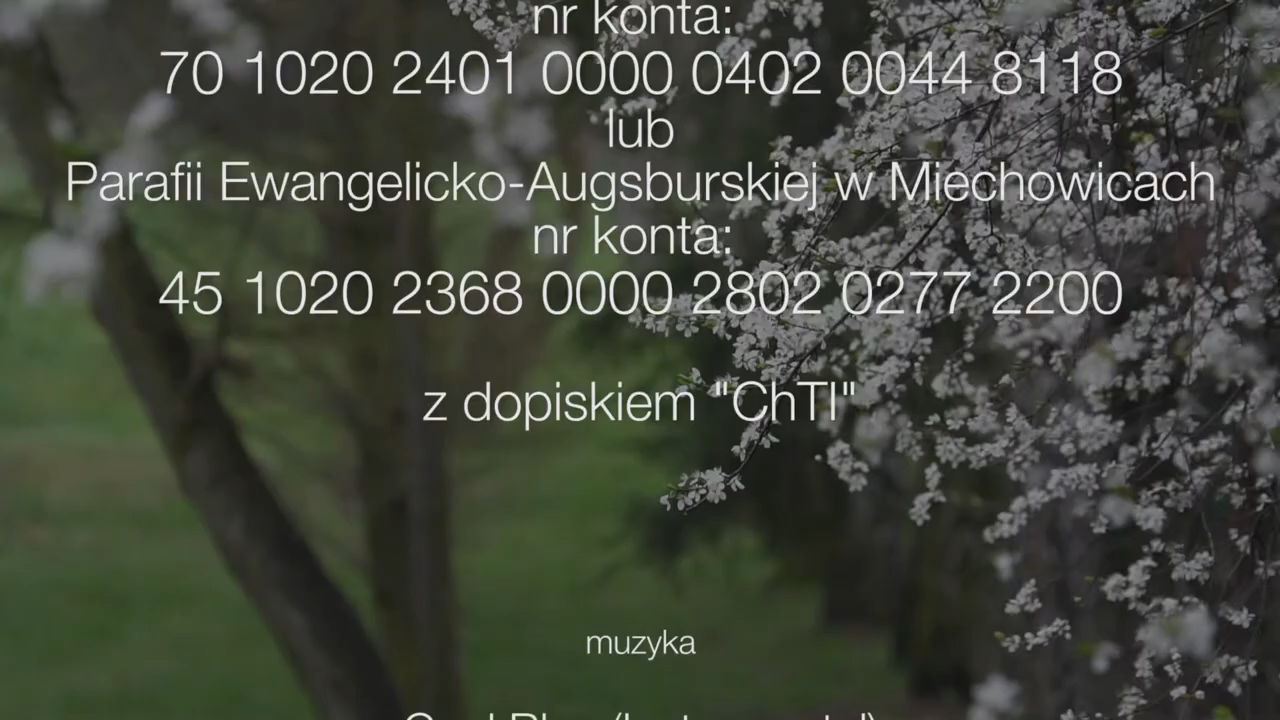 nr konta:
70 1020 2401 0000 0402 0044 8118
lub
Parafii Ewangelicko-Augsburskiej w Miechowicach
nr konta:
45 1020 2368 0000 2802 0277 2200
z dopiskiem "ChTI"
muzyka